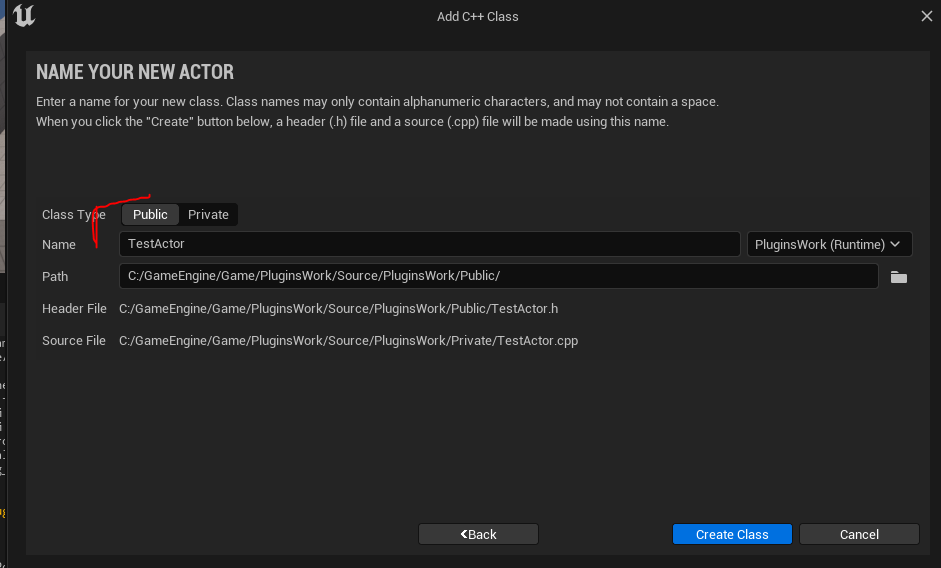 Add C++ Class
NAME YOUR NEW ACTOR
Enter a name for your new class. Class names may only contain alphanumeric characters, and may not contain a space.
When you click the "Create" button below, a header (.h) file and a source (.cpp) file will be made using this name.
Class Type Public Private
Name TestActor PluginsWork (Runtime)
Path C:/GameEngine/Game/PluginsWork/Source/PluginsWork/Public/
Header File C:/GameEngine/Game/PluginsWork/Source/PluginsWork/Public/TestActor.h
Source File C:/GameEngine/Game/PluginsWork/Source/PluginsWork/Private/TestActor.cpp
Back Create Class Cancel